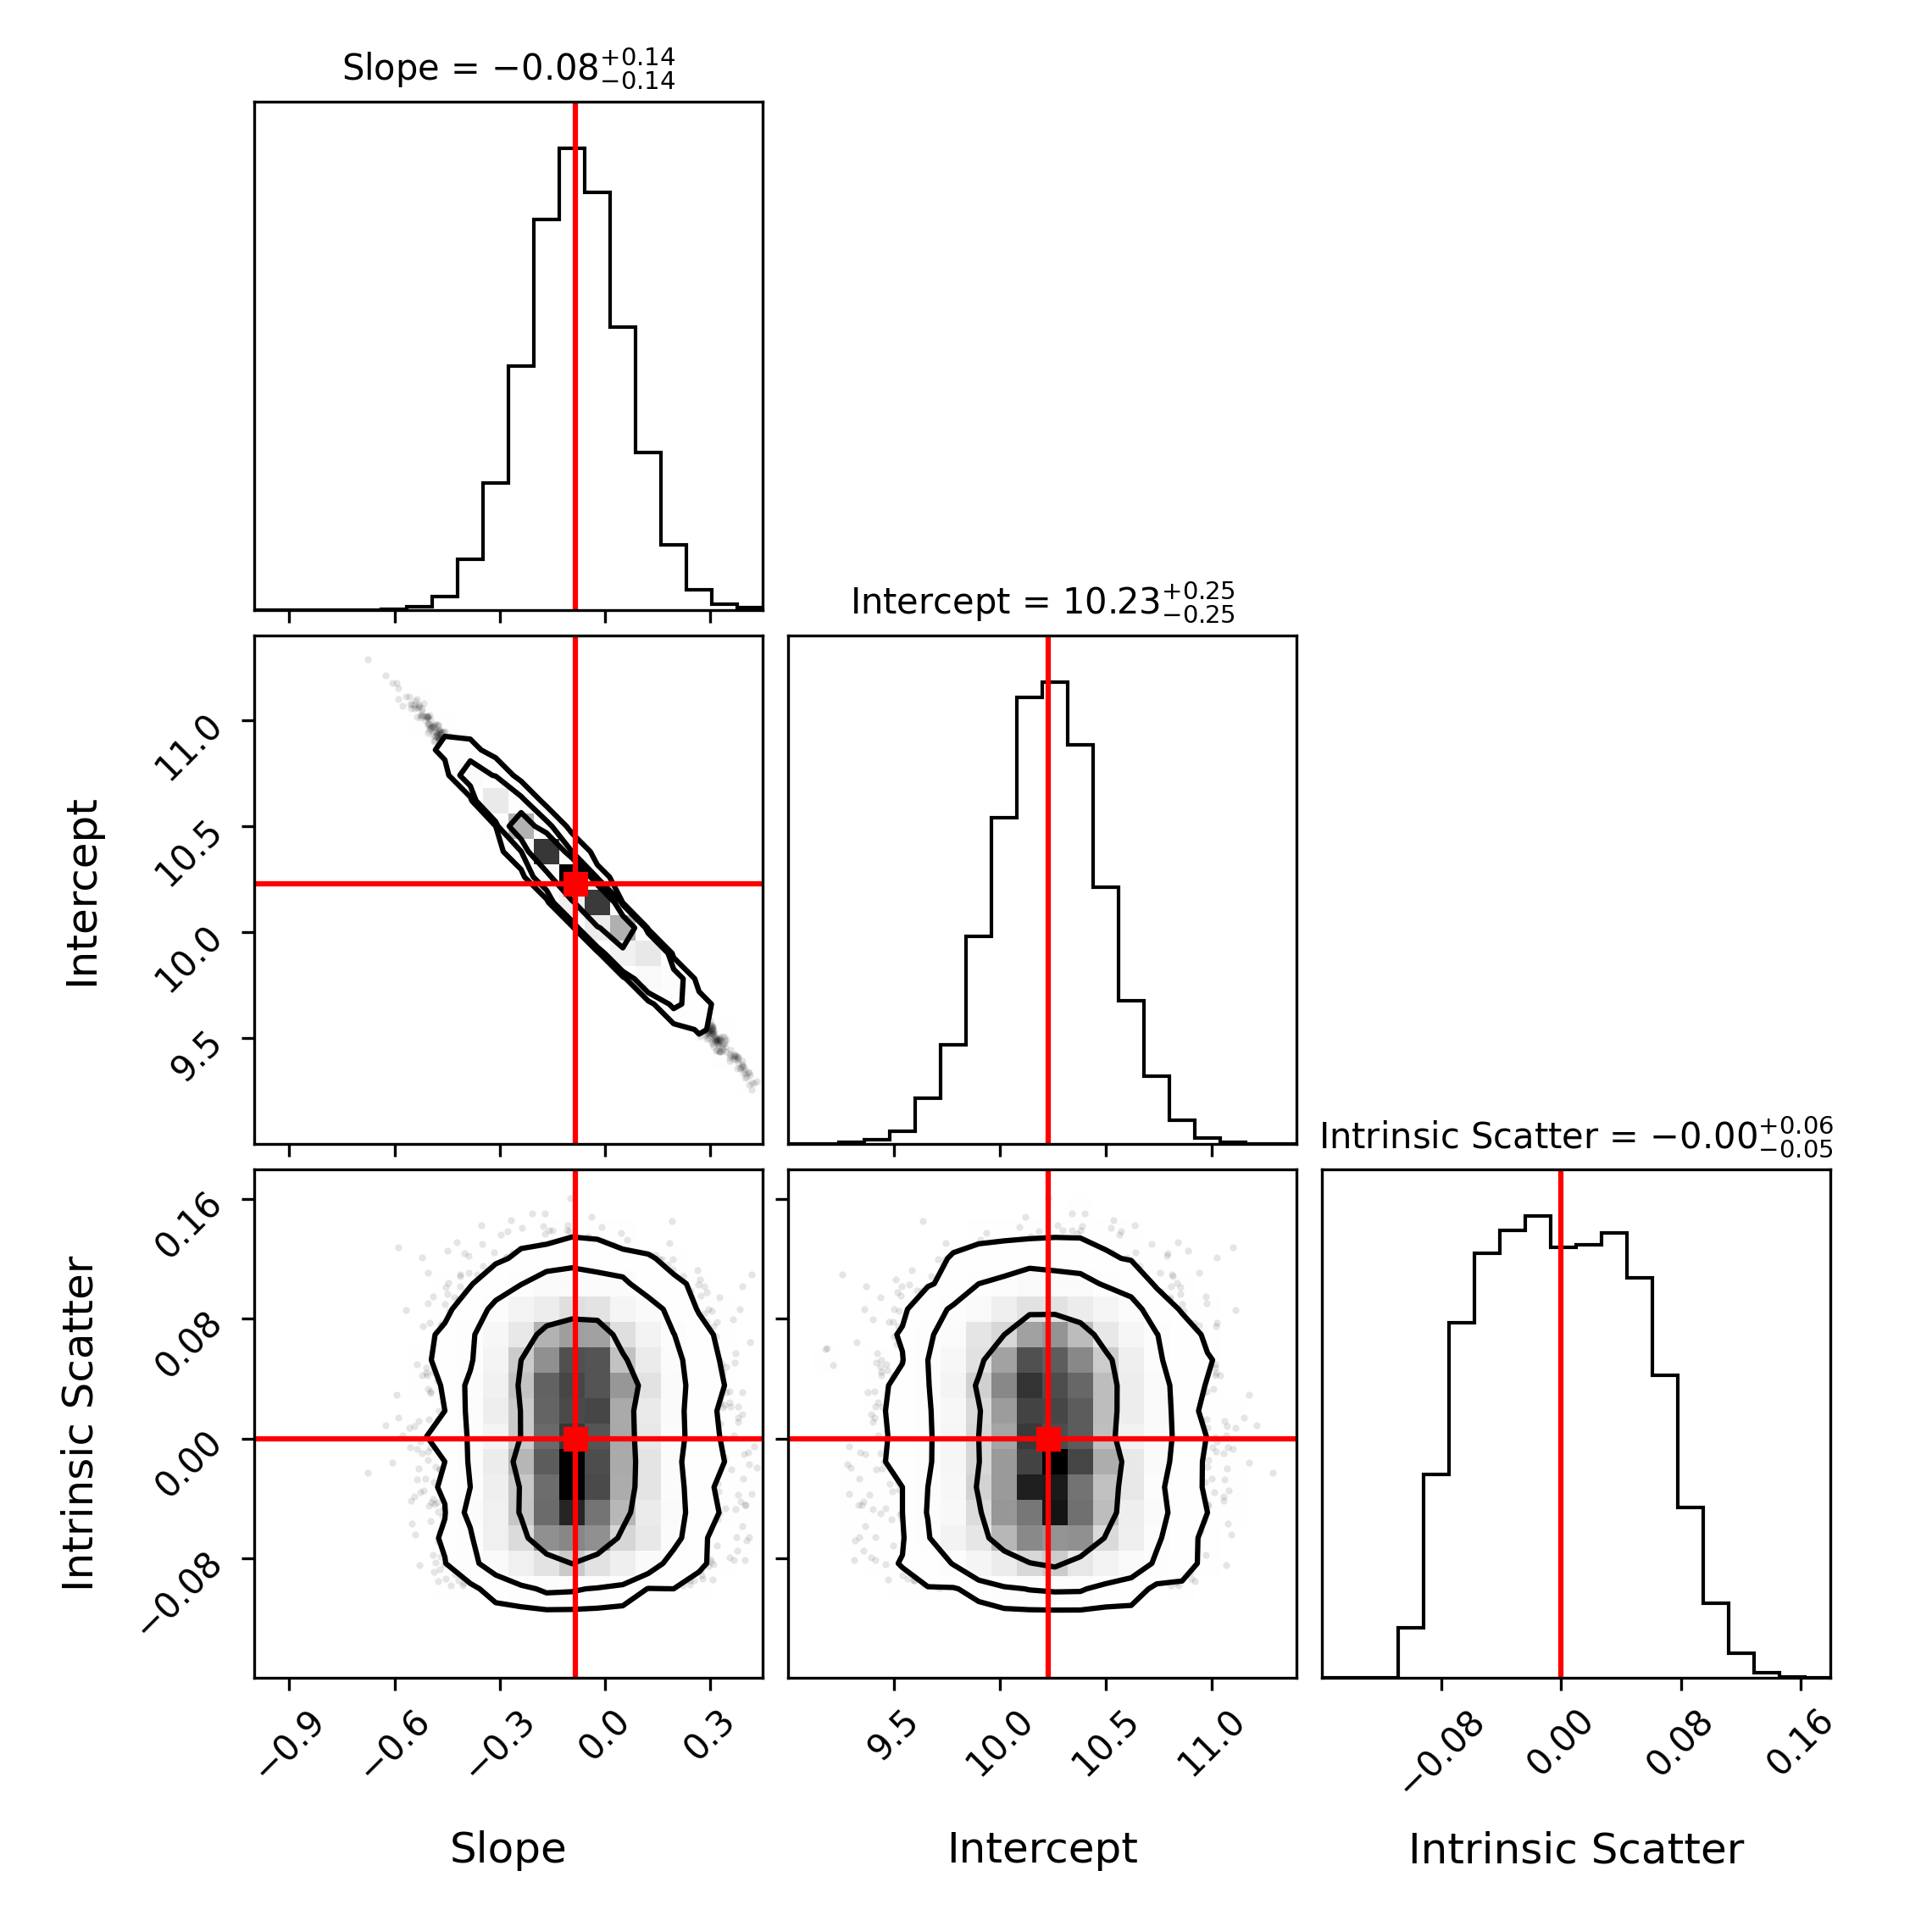 Slope = −0.08+0.14−0.14
Intercept = 10.23+0.25−0.25
Intercept
11.0
10.5
10.0
9.5
Intrinsic Scatter = −0.00+0.06−0.05
Intrinsic Scatter
0.16
0.08
0.00
−0.08
−0.9 −0.6 −0.3 0.0 0.3
9.5 10.0 10.5 11.0
−0.08 0.00 0.08 0.16
Slope
Intercept
Intrinsic Scatter